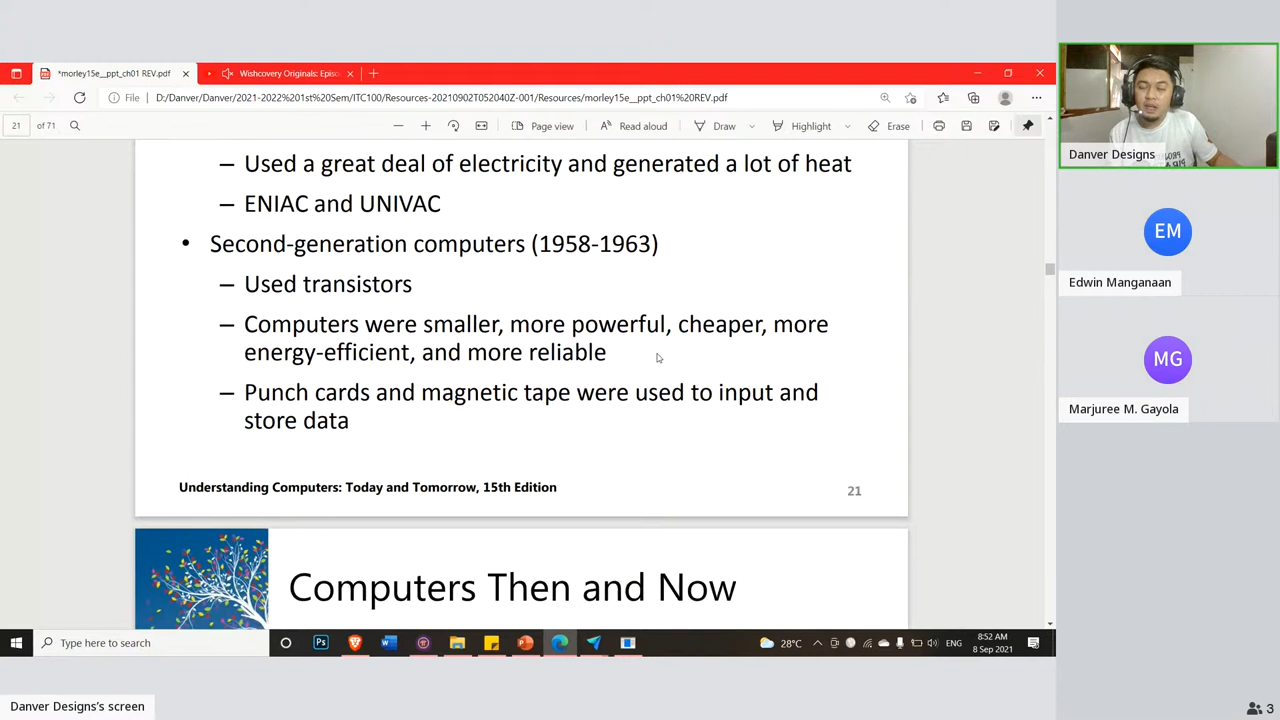 *morley15e__ppt_ch01 REV.pdf
Wishcovery Originals: Episo
File
D:/Danver/Danver/2021-2022%201st%20Sem/ITC100/Resources-20210902T052040Z-001/Resources/morley15e__ppt_ch01%20REV.pdf
21 of 71
Page view
Read aloud
Draw
Highlight
Erase
– Used a great deal of electricity and generated a lot of heat
– ENIAC and UNIVAC
• Second-generation computers (1958-1963)
– Used transistors
– Computers were smaller, more powerful, cheaper, more
energy-efficient, and more reliable
– Punch cards and magnetic tape were used to input and
store data
Understanding Computers: Today and Tomorrow, 15th Edition
21
Computers Then and Now
Type here to search
Ps
28°C
ENG
8:52 AM
8 Sep 2021
Danver Designs
EM
Edwin Manganaan
MG
Marjuree M. Gayola
Danver Designs's screen
3